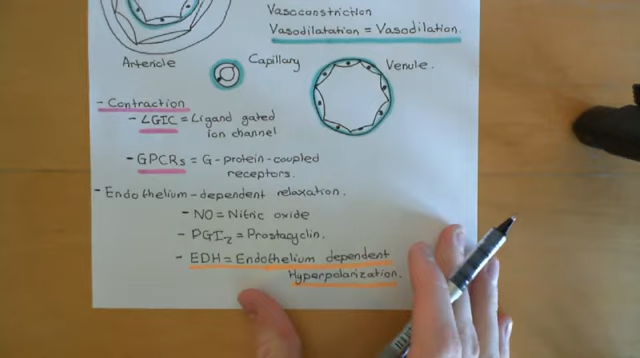 Vasoconstriction
Vasodilatation = Vasodilation.
Arteriole
Capillary
Venule.
- Contraction
- LGIC = Ligand gated
ion channel
- GPCRs = G-protein-coupled
receptors.
- Endothelium-dependent relaxation.
- NO = Nitric oxide
- PGI₂ = Prostacyclin.
- EDH = Endothelium dependent
Hyperpolarization.